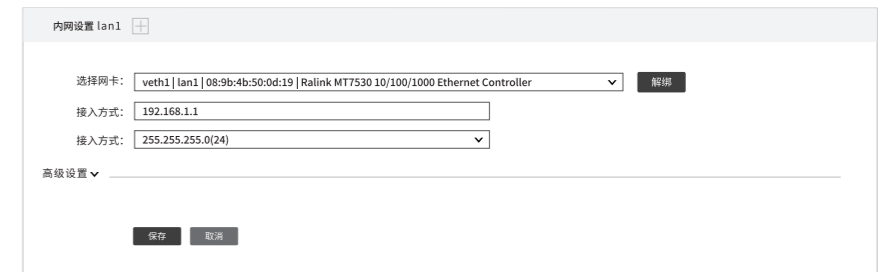 内网设置 lan1
选择网卡： veth1 | lan1 | 08:9b:4b:50:0d:19 | Ralink MT7530 10/100/1000 Ethernet Controller 解绑
接入方式： 192.168.1.1
接入方式： 255.255.255.0(24)
高级设置
保存 取消